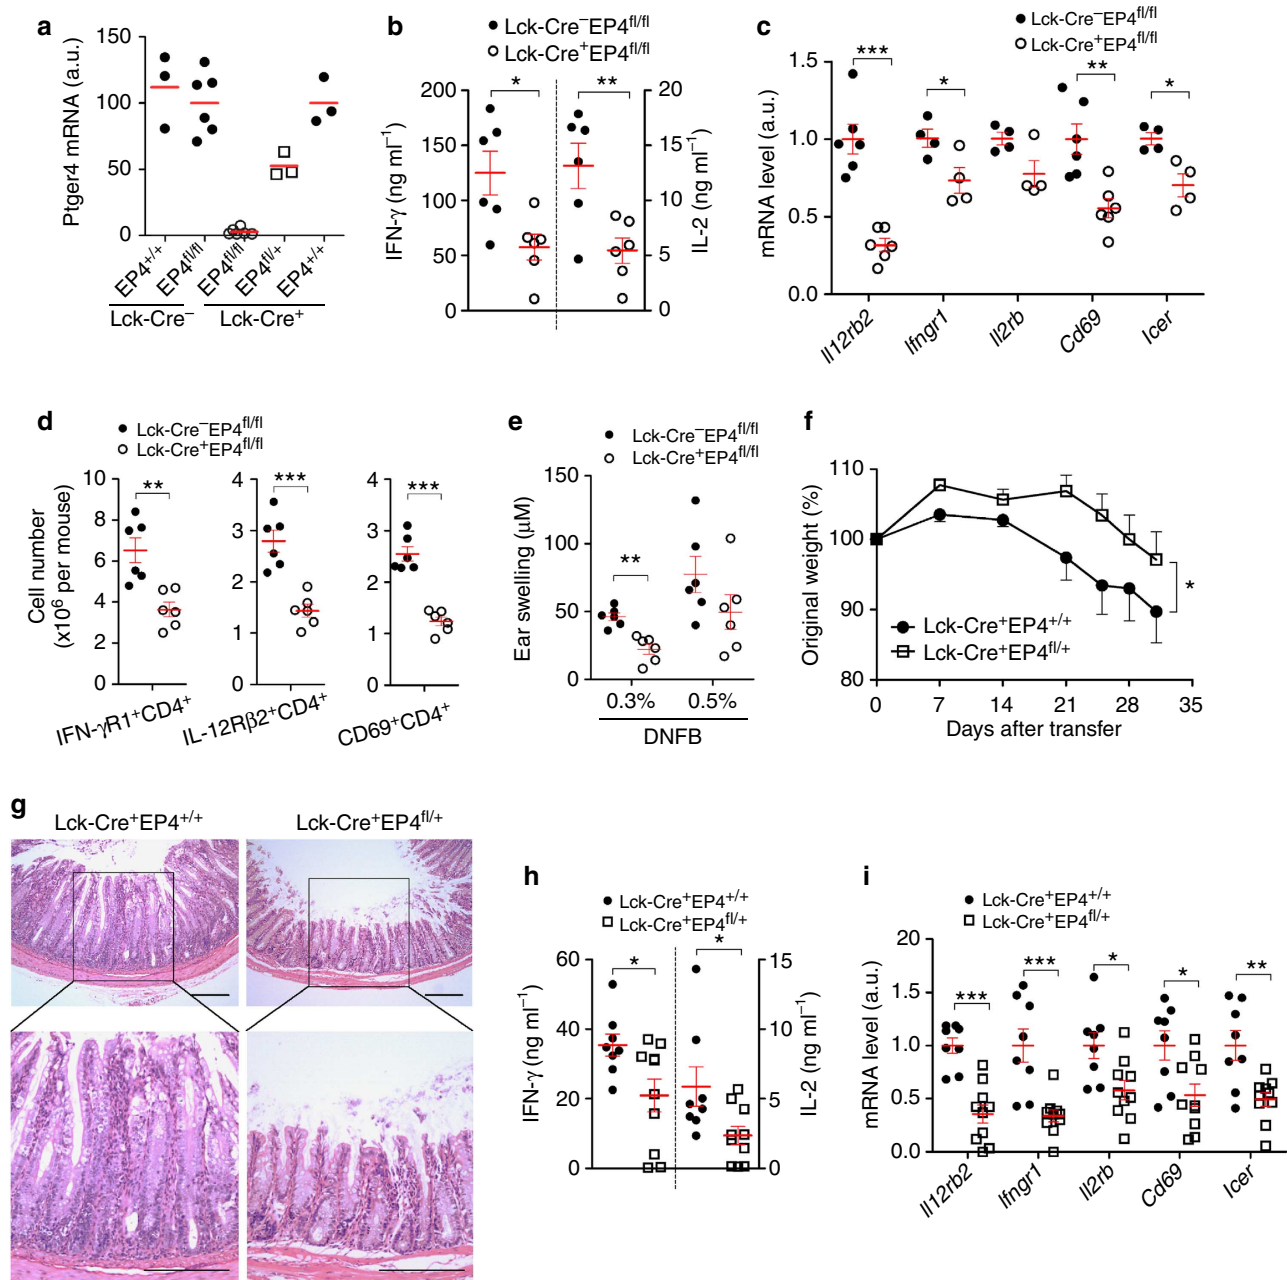 a
Ptger4 mRNA (a.u.)
150
100
50
0
EP4+/+
EP4fl/fl
EP4fl/fl
EP4fl/+
EP4+/+
Lck-Cre–
Lck-Cre+
b
Lck-Cre–EP4fl/fl
Lck-Cre+EP4fl/fl
IFN-γ (ng ml–1)
200
150
100
50
0
*
**
20
15
10
5
0
IL-2 (ng ml–1)
c
Lck-Cre–EP4fl/fl
Lck-Cre+EP4fl/fl
mRNA level (a.u.)
1.5
1.0
0.5
0.0
***
*
**
*
Il12rb2
Ifngr1
Il2rb
Cd69
Icer
d
Lck-Cre–EP4fl/fl
Lck-Cre+EP4fl/fl
Cell number
(x106 per mouse)
10
8
6
4
2
0
**
IFN-γR1+CD4+
4
3
2
1
0
***
IL-12Rβ2+CD4+
4
3
2
1
0
***
CD69+CD4+
e
Lck-Cre–EP4fl/fl
Lck-Cre+EP4fl/fl
Ear swelling (μM)
150
100
50
0
**
0.3%
0.5%
DNFB
f
Original weight (%)
110
100
90
80
*
Lck-Cre+EP4+/+
Lck-Cre+EP4fl/+
0
7
14
21
28
35
Days after transfer
g
Lck-Cre+EP4+/+
Lck-Cre+EP4fl/+
h
Lck-Cre+EP4+/+
Lck-Cre+EP4fl/+
IFN-γ (ng ml–1)
60
40
20
0
*
*
15
10
5
0
IL-2 (ng ml–1)
i
Lck-Cre+EP4+/+
Lck-Cre+EP4fl/+
mRNA level (a.u.)
20
1.5
1.0
0.5
0.0
***
***
*
*
**
Il12rb2
Ifngr1
Il2rb
Cd69
Icer